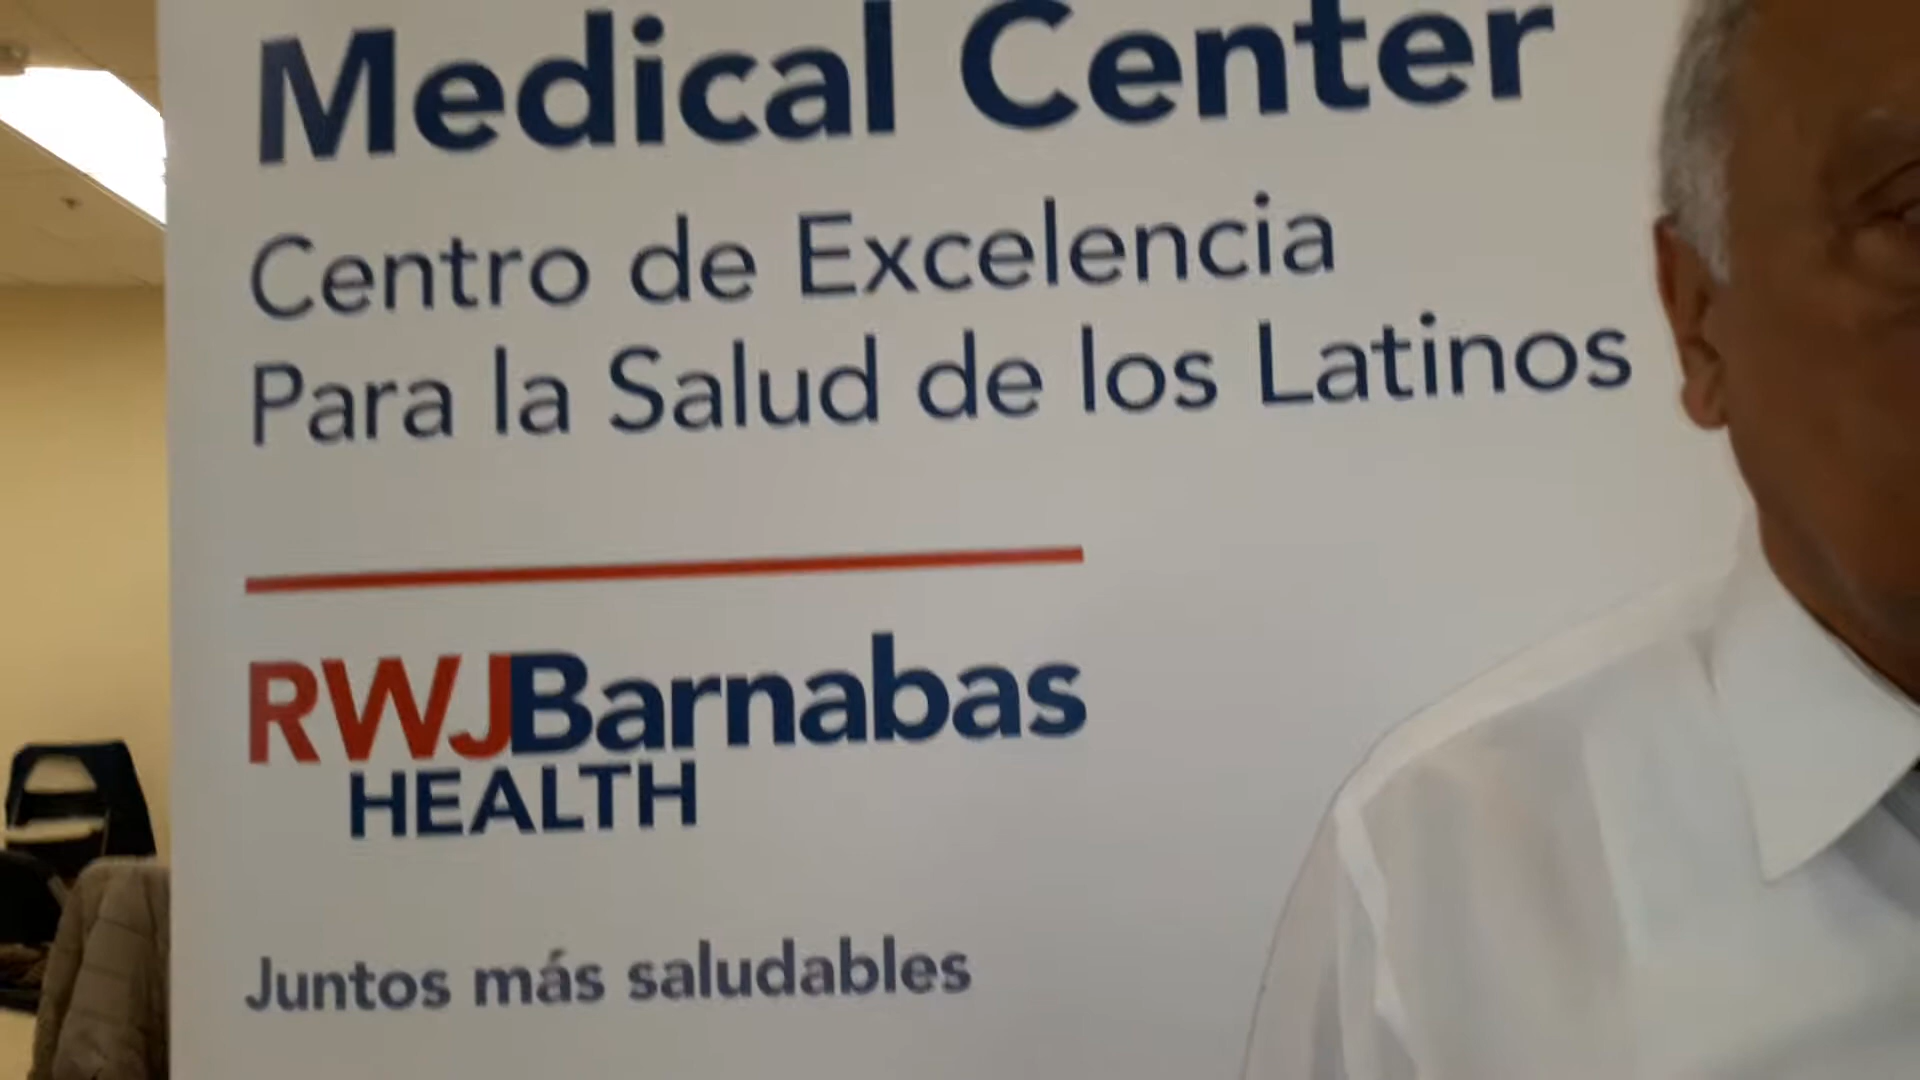 Medical Center
Centro de Excelencia
Para la Salud de los Latinos
RWJBarnabas
HEALTH
Juntos más saludables